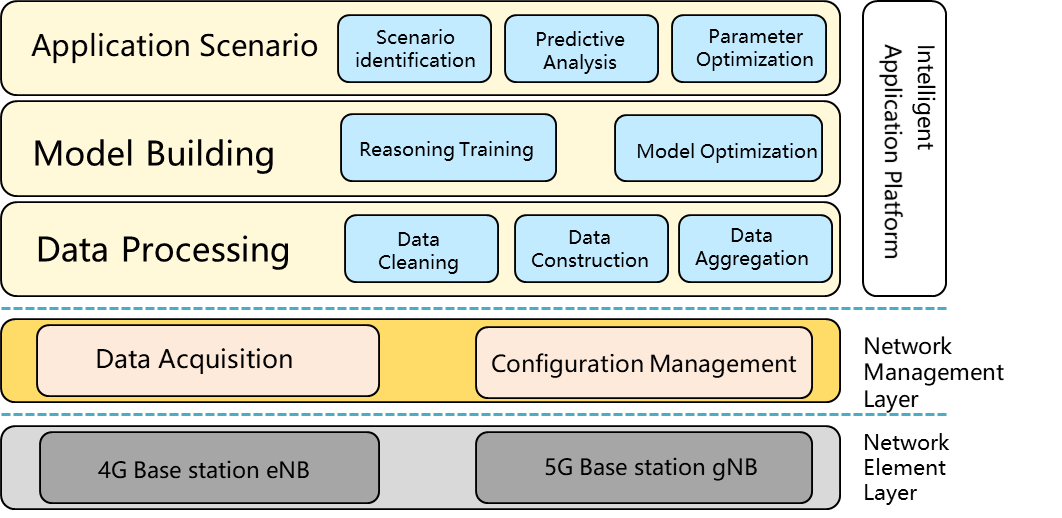 Application Scenario
Scenario
identification
Predictive
Analysis
Parameter
Optimization
Model Building
Reasoning Training
Model Optimization
Data Processing
Data
Cleaning
Data
Construction
Data
Aggregation
Intelligent
Application Platform
Data Acquisition
Configuration Management
Network
Management
Layer
4G Base station eNB
5G Base station gNB
Network
Element
Layer